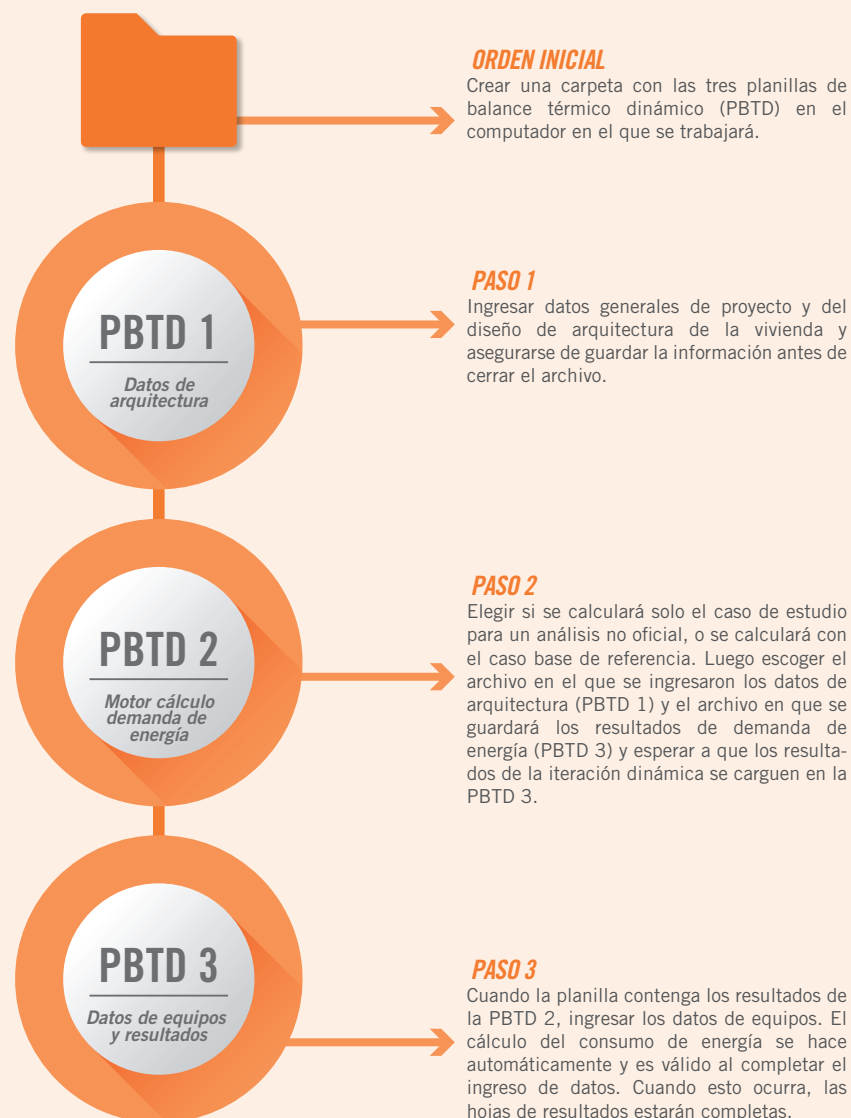 ORDEN INICIAL
Crear una carpeta con las tres planillas de
balance térmico dinámico (PBTD) en el
computador en el que se trabajará.
PBTD 1
Datos de
arquitectura
PASO 1
Ingresar datos generales de proyecto y del
diseño de arquitectura de la vivienda y
asegurarse de guardar la información antes de
cerrar el archivo.
PBTD 2
Motor cálculo
demanda de
energía
PASO 2
Elegir si se calculará solo el caso de estudio
para un análisis no oficial, o se calculará con
el caso base de referencia. Luego escoger el
archivo en el que se ingresaron los datos de
arquitectura (PBTD 1) y el archivo en que se
guardará los resultados de demanda de
energía (PBTD 3) y esperar a que los resulta-
dos de la iteración dinámica se carguen en la
PBTD 3.
PBTD 3
Datos de equipos
y resultados
PASO 3
Cuando la planilla contenga los resultados de
la PBTD 2, ingresar los datos de equipos. El
cálculo del consumo de energía se hace
automáticamente y es válido al completar el
ingreso de datos. Cuando esto ocurra, las
hojas de resultados estarán completas.